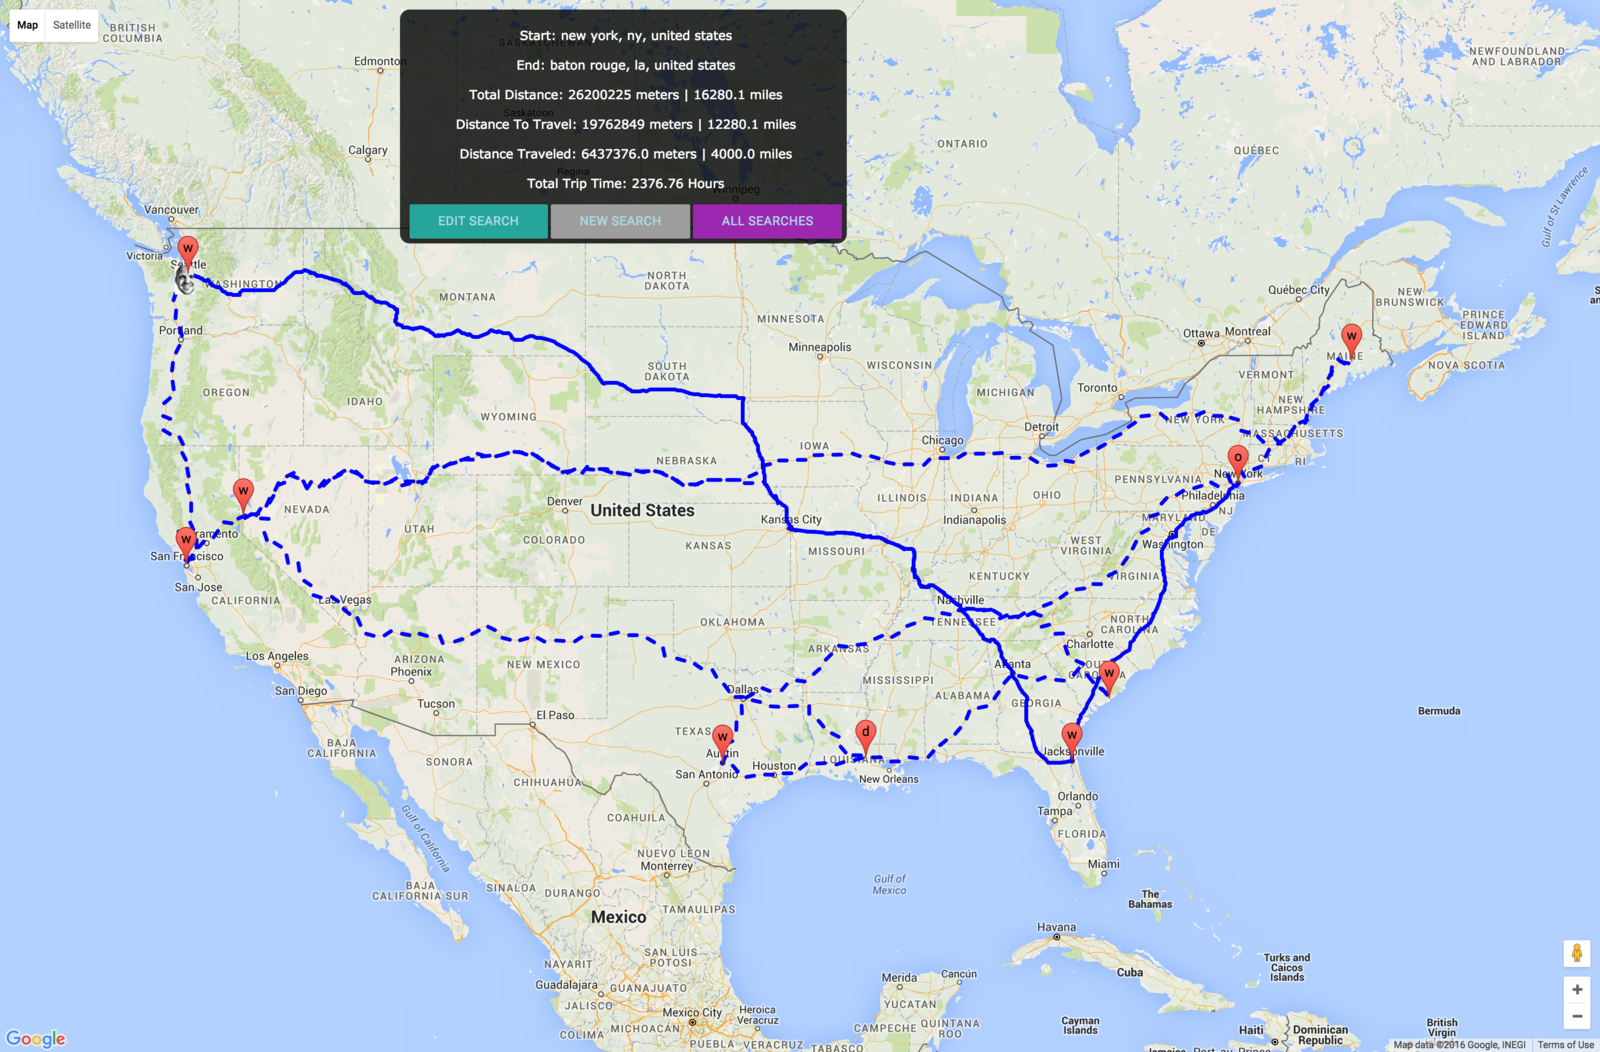 Map Satellite
Start: new york, ny, united states
End: baton rouge, la, united states
Total Distance: 26200225 meters | 16280.1 miles
Distance To Travel: 19762849 meters | 12280.1 miles
Distance Traveled: 6437376.0 meters | 4000.0 miles
Total Trip Time: 2376.76 Hours
EDIT SEARCH NEW SEARCH ALL SEARCHES
BRITISH
COLUMBIA
Edmonton
SASKATCHEWAN
Saskatoon
Calgary
Regina
Winnipeg
ONTARIO
QUÉBEC
NEWFOUNDLAND
AND LABRADOR
Gulf of St Lawrence
Vancouver
Victoria
w
Seattle
WASHINGTON
Portland
OREGON
IDAHO
MONTANA
NORTH
DAKOTA
SOUTH
DAKOTA
MINNESOTA
Minneapolis
WISCONSIN
MICHIGAN
Toronto
Detroit
Chicago
Ottawa
Montreal
Québec City
NEW
BRUNSWICK
PRINCE
EDWARD
ISLAND
NOVA SCOTIA
w
MAINE
VERMONT
NEW
HAMPSHIRE
MASSACHUSETTS
NEW YORK
CT
RI
o
New York
PENNSYLVANIA
Philadelphia
NJ
MARYLAND
DE
Washington
WEST
VIRGINIA
VIRGINIA
WYOMING
NEBRASKA
IOWA
ILLINOIS
INDIANA
Indianapolis
OHIO
w
NEVADA
UTAH
Denver
COLORADO
United States
KANSAS
Kansas City
MISSOURI
KENTUCKY
w
Sacramento
San Francisco
San Jose
CALIFORNIA
Las Vegas
Los Angeles
San Diego
ARIZONA
Phoenix
Tucson
NEW MEXICO
El Paso
OKLAHOMA
ARKANSAS
Nashville
TENNESSEE
NORTH
CAROLINA
Charlotte
SOUTH
CAROLINA
w
Atlanta
GEORGIA
ALABAMA
MISSISSIPPI
Dallas
TEXAS
w
Austin
San Antonio
Houston
d
LOUISIANA
New Orleans
w
Jacksonville
Orlando
Tampa
FLORIDA
Miami
Bermuda
BAJA
CALIFORNIA
SONORA
CHIHUAHUA
COAHUILA
NUEVO LEON
Monterrey
Gulf of California
BAJA
CALIFORNIA SUR
SINALOA
DURANGO
Mexico
TAMAULIPAS
Gulf of
Mexico
The
Bahamas
Havana
Cuba
Turks and
Caicos
Islands
NAYARIT
SAN LUIS
POTOSI
Guadalajara
GUANAJUATO
JALISCO
Mexico City
Heroica
Veracruz
COLIMA
MICHOACÁN
PUEBLA
VERACRUZ
TABASCO
Merida
Cancún
YUCATAN
CAMPECHE
QUINTANA
ROO
Cayman
Islands
Jamaica
Haiti
Port-au-Prince
Dominican
Republic
British
Virgin
Google
Map data ©2016 Google, INEGI Terms of Use